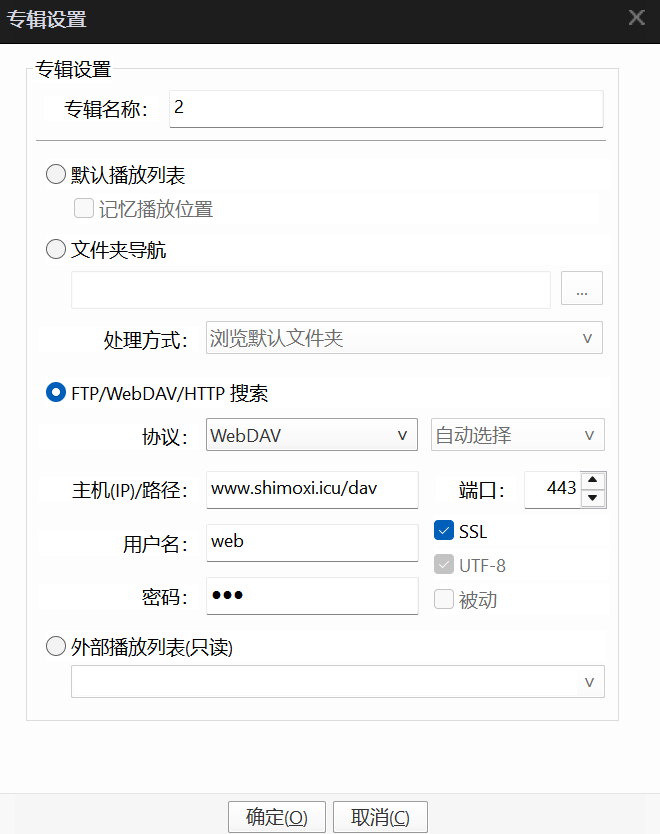 专辑设置
专辑设置
专辑名称： 2
默认播放列表
记忆播放位置
文件夹导航
...
处理方式： 浏览默认文件夹
FTP/WebDAV/HTTP 搜索
协议： WebDAV 自动选择
主机(IP)/路径： www.shimoxi.icu/dav 端口： 443
用户名： web SSL
UTF-8
密码： ●●● 被动
外部播放列表(只读)
确定(O) 取消(C)